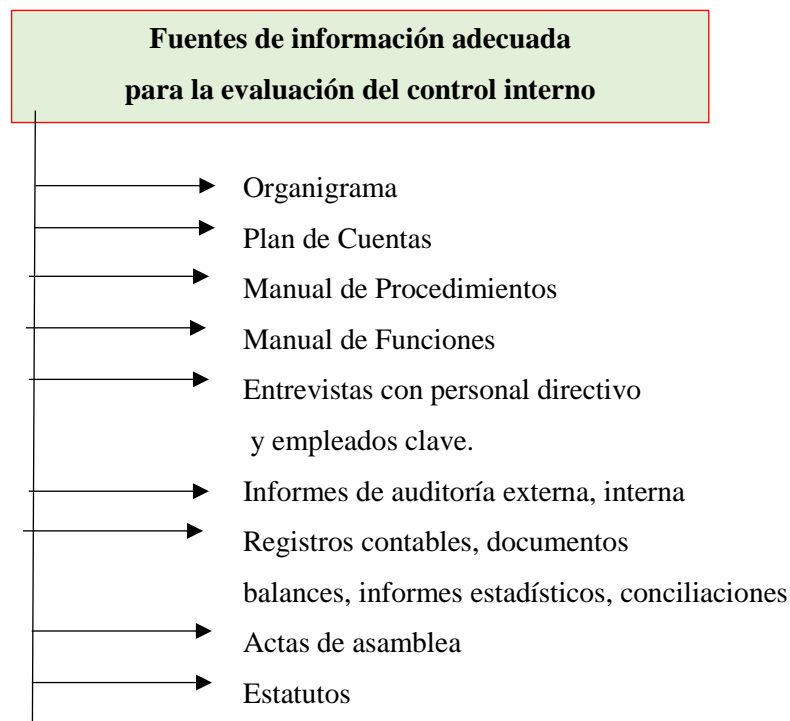 Fuentes de información adecuada
para la evaluación del control interno
Organigrama
Plan de Cuentas
Manual de Procedimientos
Manual de Funciones
Entrevistas con personal directivo
y empleados clave.
Informes de auditoría externa, interna
Registros contables, documentos
balances, informes estadísticos, conciliaciones
Actas de asamblea
Estatutos